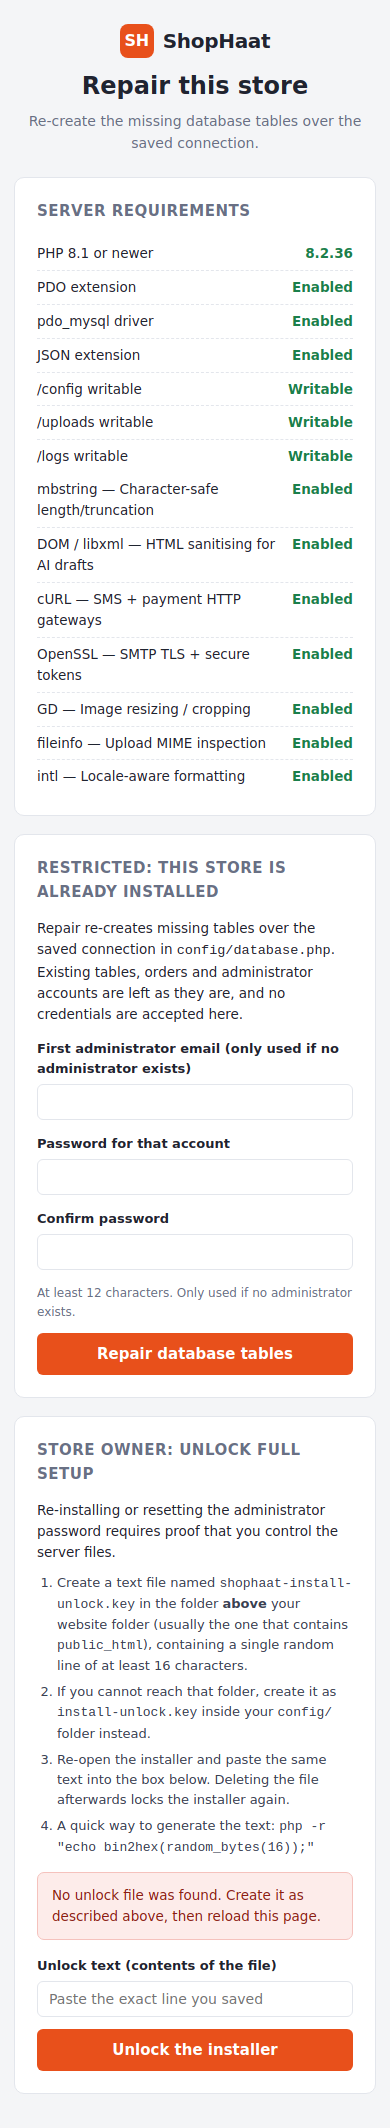 SH ShopHaat
Repair this store
Re-create the missing database tables over the
saved connection.
SERVER REQUIREMENTS
PHP 8.1 or newer 8.2.36
PDO extension Enabled
pdo_mysql driver Enabled
JSON extension Enabled
/config writable Writable
/uploads writable Writable
/logs writable Writable
mbstring — Character-safe Enabled
length/truncation
DOM / libxml — HTML sanitising for Enabled
AI drafts
cURL — SMS + payment HTTP Enabled
gateways
OpenSSL — SMTP TLS + secure Enabled
tokens
GD — Image resizing / cropping Enabled
fileinfo — Upload MIME inspection Enabled
intl — Locale-aware formatting Enabled
RESTRICTED: THIS STORE IS
ALREADY INSTALLED
Repair re-creates missing tables over the
saved connection in config/database.php.
Existing tables, orders and administrator
accounts are left as they are, and no
credentials are accepted here.
First administrator email (only used if no
administrator exists)
Password for that account
Confirm password
At least 12 characters. Only used if no administrator
exists.
Repair database tables
STORE OWNER: UNLOCK FULL
SETUP
Re-installing or resetting the administrator
password requires proof that you control the
server files.
1. Create a text file named shophaat-install-
unlock.key in the folder above your
website folder (usually the one that contains
public_html), containing a single random
line of at least 16 characters.
2. If you cannot reach that folder, create it as
install-unlock.key inside your config/
folder instead.
3. Re-open the installer and paste the same
text into the box below. Deleting the file
afterwards locks the installer again.
4. A quick way to generate the text: php -r
"echo bin2hex(random_bytes(16));"
No unlock file was found. Create it as
described above, then reload this page.
Unlock text (contents of the file)
Paste the exact line you saved
Unlock the installer